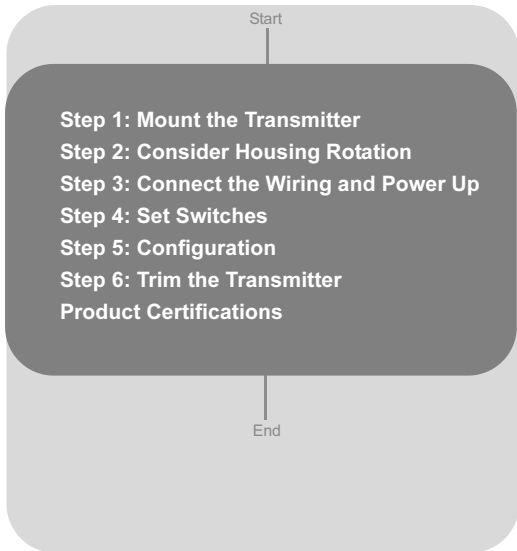 Start
Step 1: Mount the Transmitter
Step 2: Consider Housing Rotation
Step 3: Connect the Wiring and Power Up
Step 4: Set Switches
Step 5: Configuration
Step 6: Trim the Transmitter
Product Certifications
End